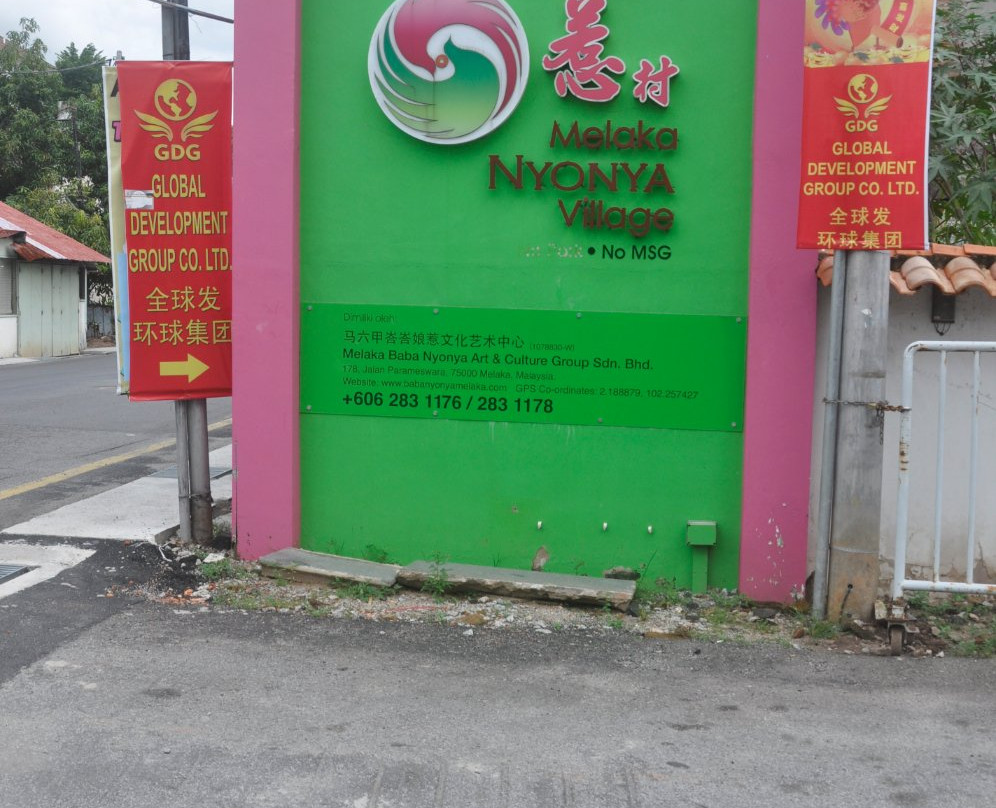 GDG
GLOBAL
DEVELOPMENT
GROUP CO. LTD.
全球发
环球集团
惹
村
Melaka
NYONYA
Village
Pork • No MSG
Dimiliki oleh:
马六甲峇峇娘惹文化艺术中心 (1078830-W)
Melaka Baba Nyonya Art & Culture Group Sdn. Bhd.
178, Jalan Parameswara, 75000 Melaka, Malaysia.
Website: www.babanyonyamelaka.com GPS Co-ordinates: 2.188879, 102.257427
+606 283 1176 / 283 1178
GDG
GLOBAL
DEVELOPMENT
GROUP CO. LTD.
全球发
环球集团